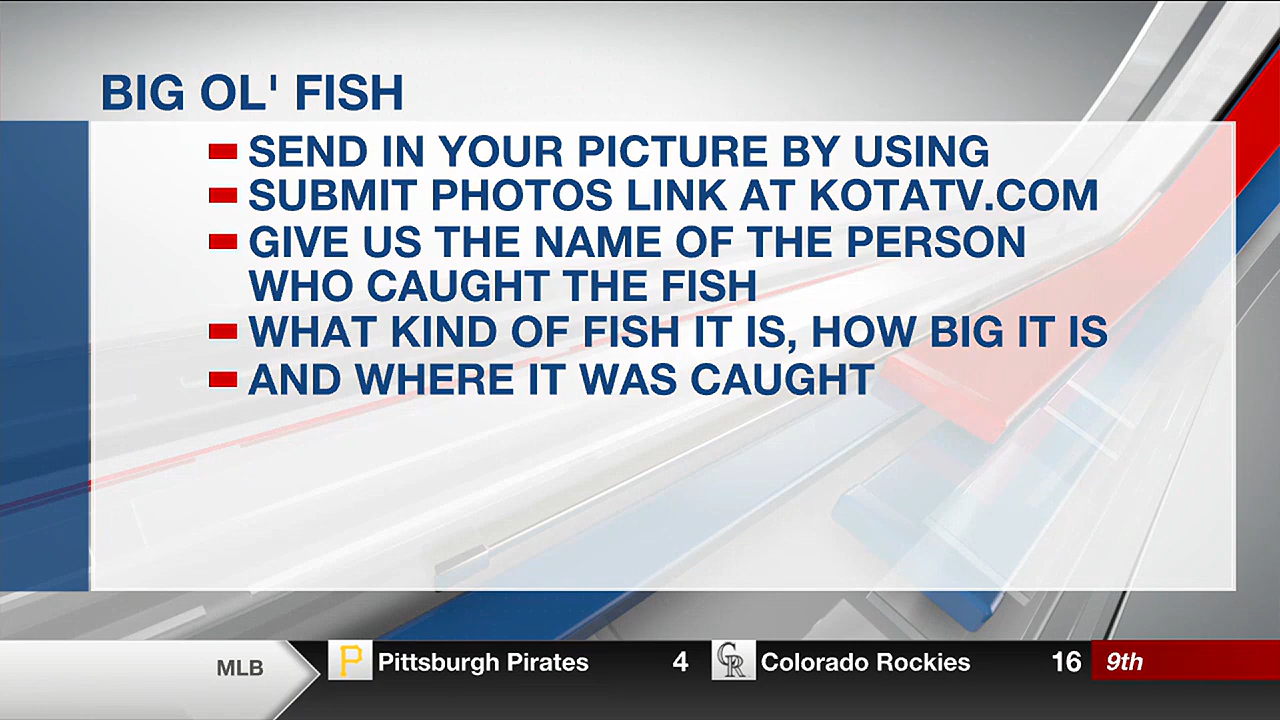 BIG OL' FISH
SEND IN YOUR PICTURE BY USING
SUBMIT PHOTOS LINK AT KOTATV.COM
GIVE US THE NAME OF THE PERSON
WHO CAUGHT THE FISH
WHAT KIND OF FISH IT IS, HOW BIG IT IS
AND WHERE IT WAS CAUGHT
MLB P Pittsburgh Pirates 4 CR Colorado Rockies 16 9th